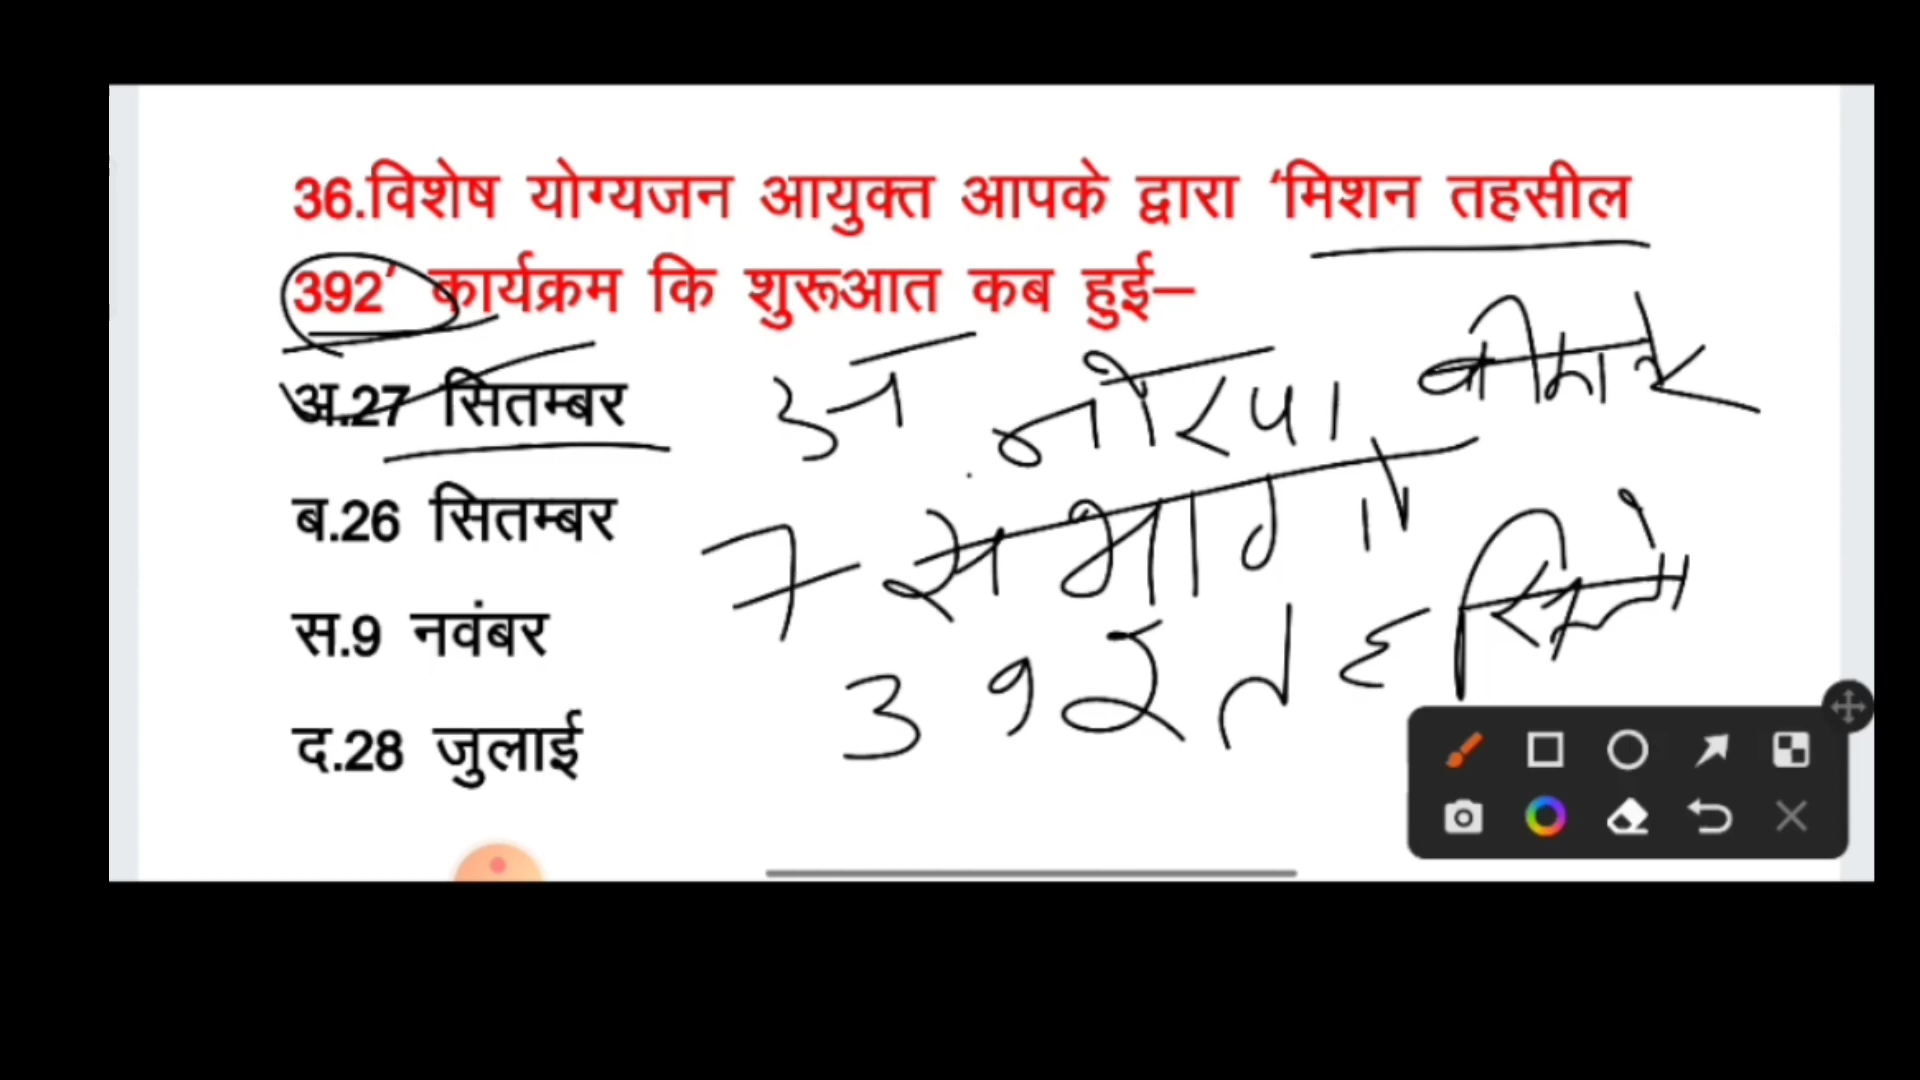 36.विशेष योग्यजन आयुक्त आपके द्वारा ‘मिशन तहसील
392’ कार्यक्रम कि शुरूआत कब हुई–
अ.27 सितम्बर
ब.26 सितम्बर
स.9 नवंबर
द.28 जुलाई
बीकानेर
7 संभागों
392 तहसिलों